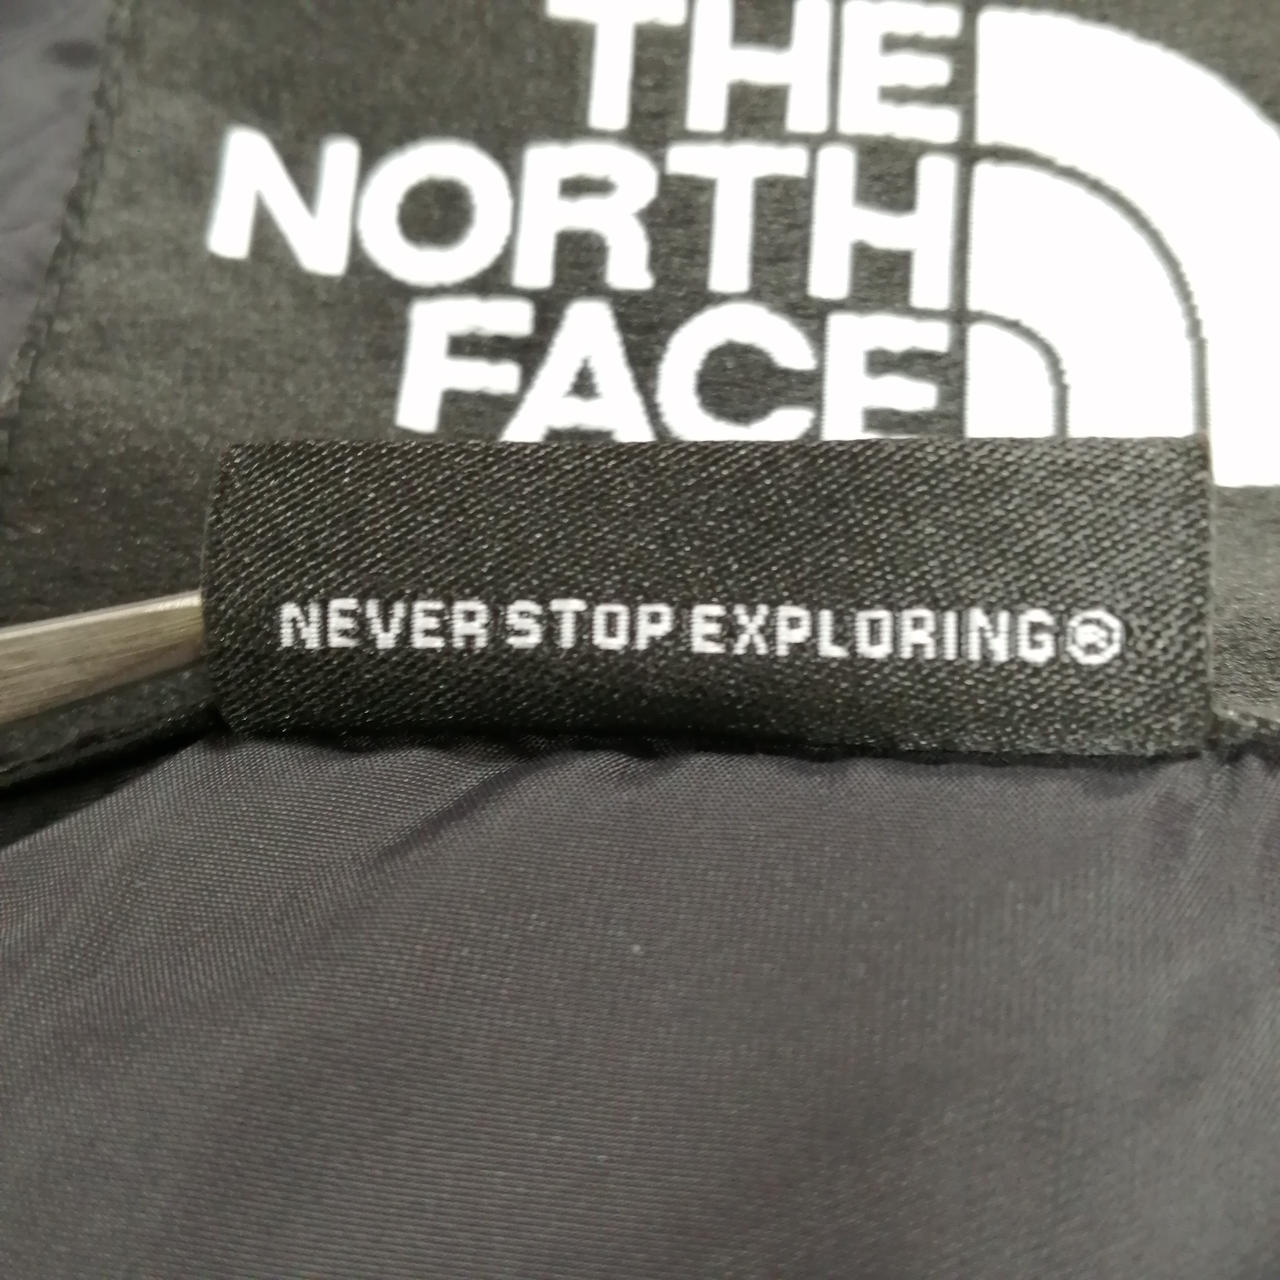 THE
NORTH
FACE
NEVER STOP EXPLORING®